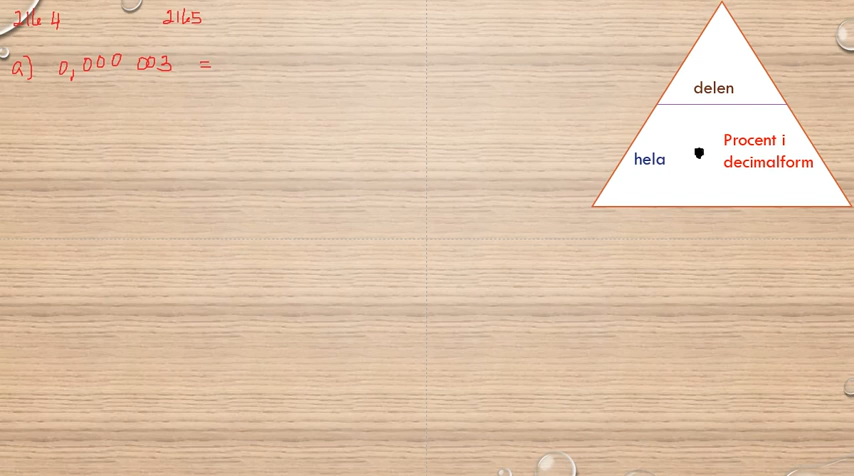 2164 2165
a) 0,000 003 =
delen
hela • Procent i
decimalform